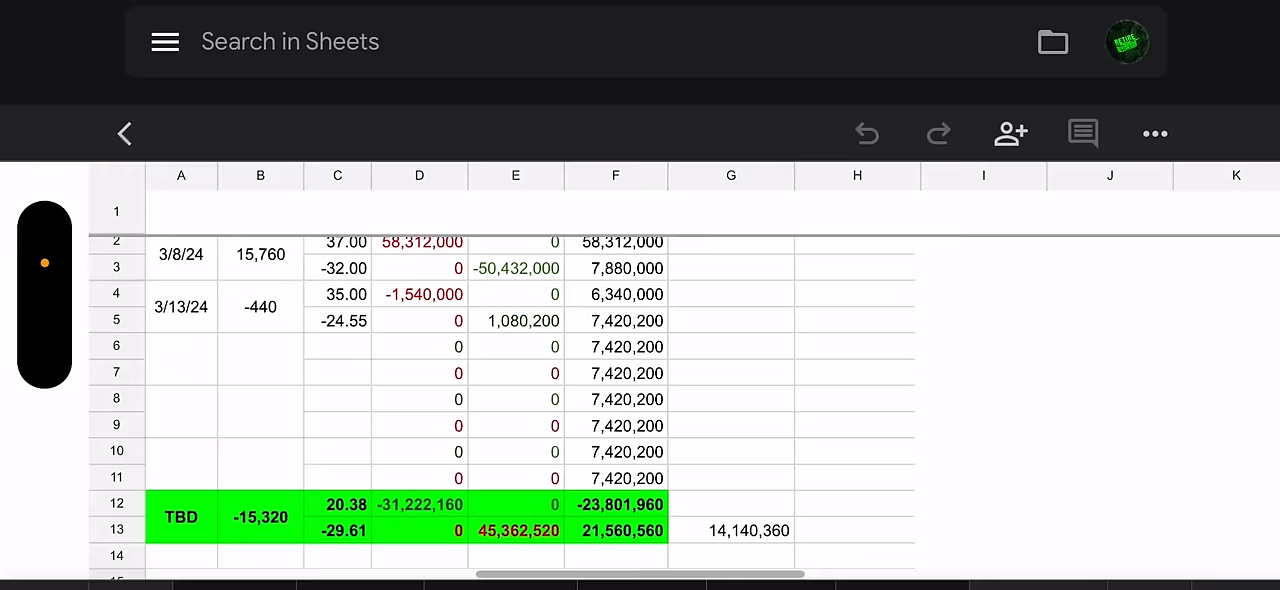 Search in Sheets
A B C D E F G H I J K
1
2 3/8/24 15,760 37.00 58,312,000 0 58,312,000
3 -32.00 0 -50,432,000 7,880,000
4 3/13/24 -440 35.00 -1,540,000 0 6,340,000
5 -24.55 0 1,080,200 7,420,200
6 0 0 7,420,200
7 0 0 7,420,200
8 0 0 7,420,200
9 0 0 7,420,200
10 0 0 7,420,200
11 0 0 7,420,200
12 TBD -15,320 20.38 -31,222,160 0 -23,801,960
13 -29.61 0 45,362,520 21,560,560 14,140,360
14